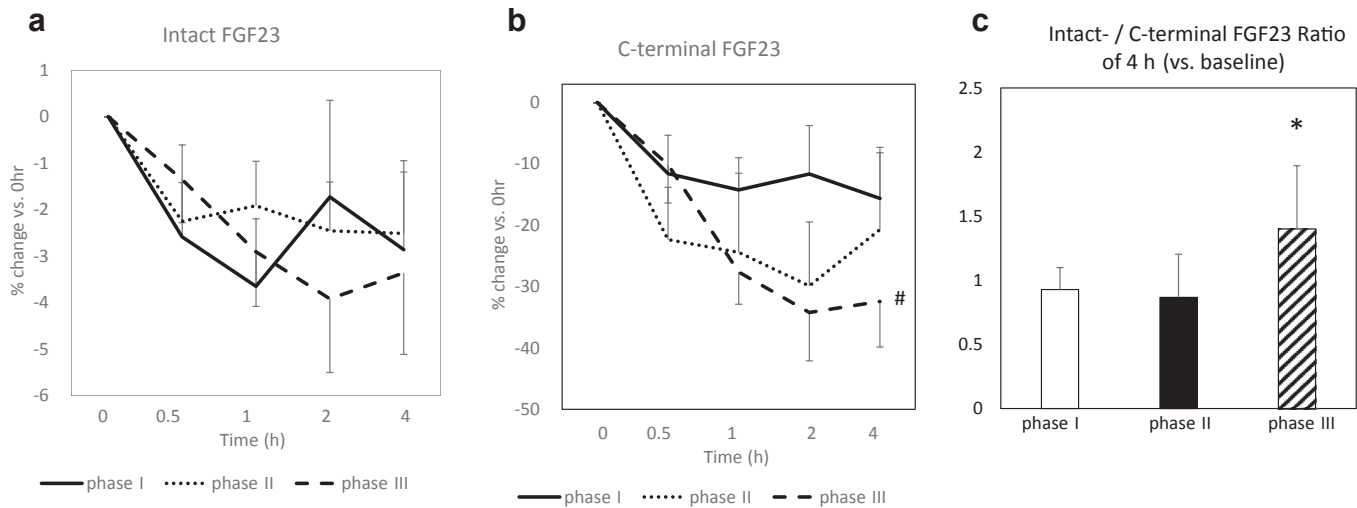 a
Intact FGF23
1
0
-1
-2
-3
-4
-5
-6
% change vs. 0hr
0 0.5 1 2 4
Time (h)
phase I phase II phase III
b
C-terminal FGF23
0
-10
-20
-30
-40
-50
% change vs. 0hr
#
0 0.5 1 2 4
Time (h)
phase I phase II phase III
c
Intact- / C-terminal FGF23 Ratio
of 4 h (vs. baseline)
2.5
2
1.5
1
0.5
0
*
phase I phase II phase III